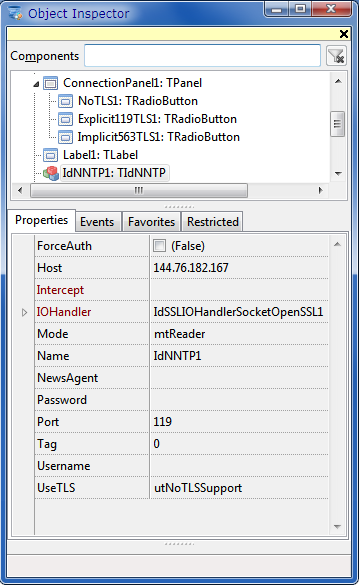 Object Inspector
Components
ConnectionPanel1: TPanel
NoTLS1: TRadioButton
Explicit119TLS1: TRadioButton
Implicit563TLS1: TRadioButton
Label1: TLabel
IdNNTP1: TIdNNTP
Properties Events Favorites Restricted
ForceAuth (False)
Host 144.76.182.167
Intercept
IOHandler IdSSLIOHandlerSocketOpenSSL1
Mode mtReader
Name IdNNTP1
NewsAgent
Password
Port 119
Tag 0
Username
UseTLS utNoTLSSupport